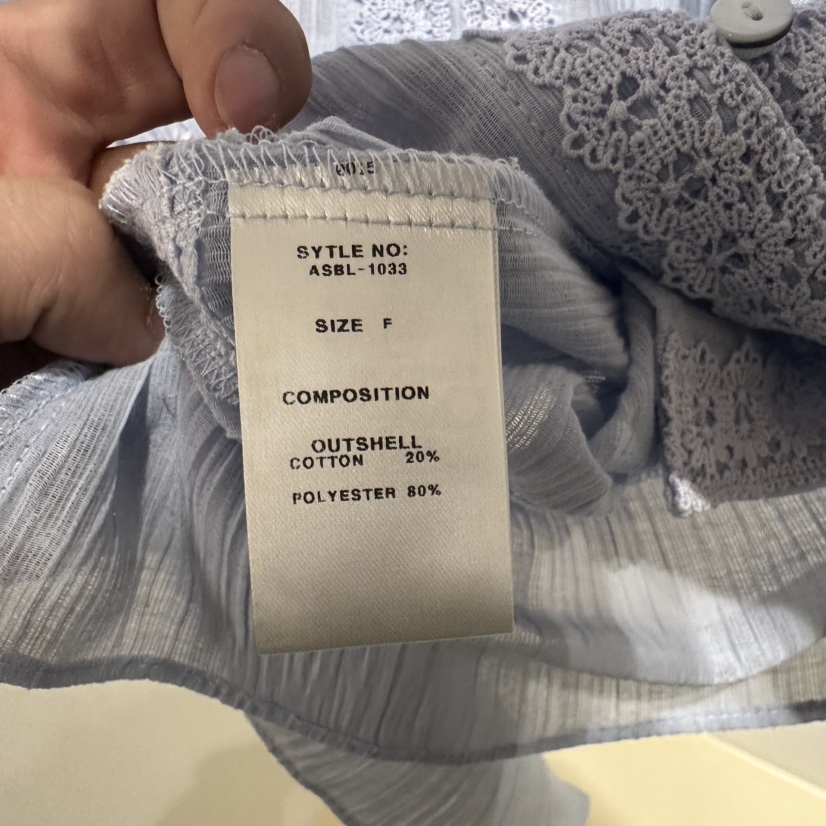 SYTLE NO:
ASBL-1033
SIZE F
COMPOSITION
OUTSHELL
COTTON 20%
POLYESTER 80%